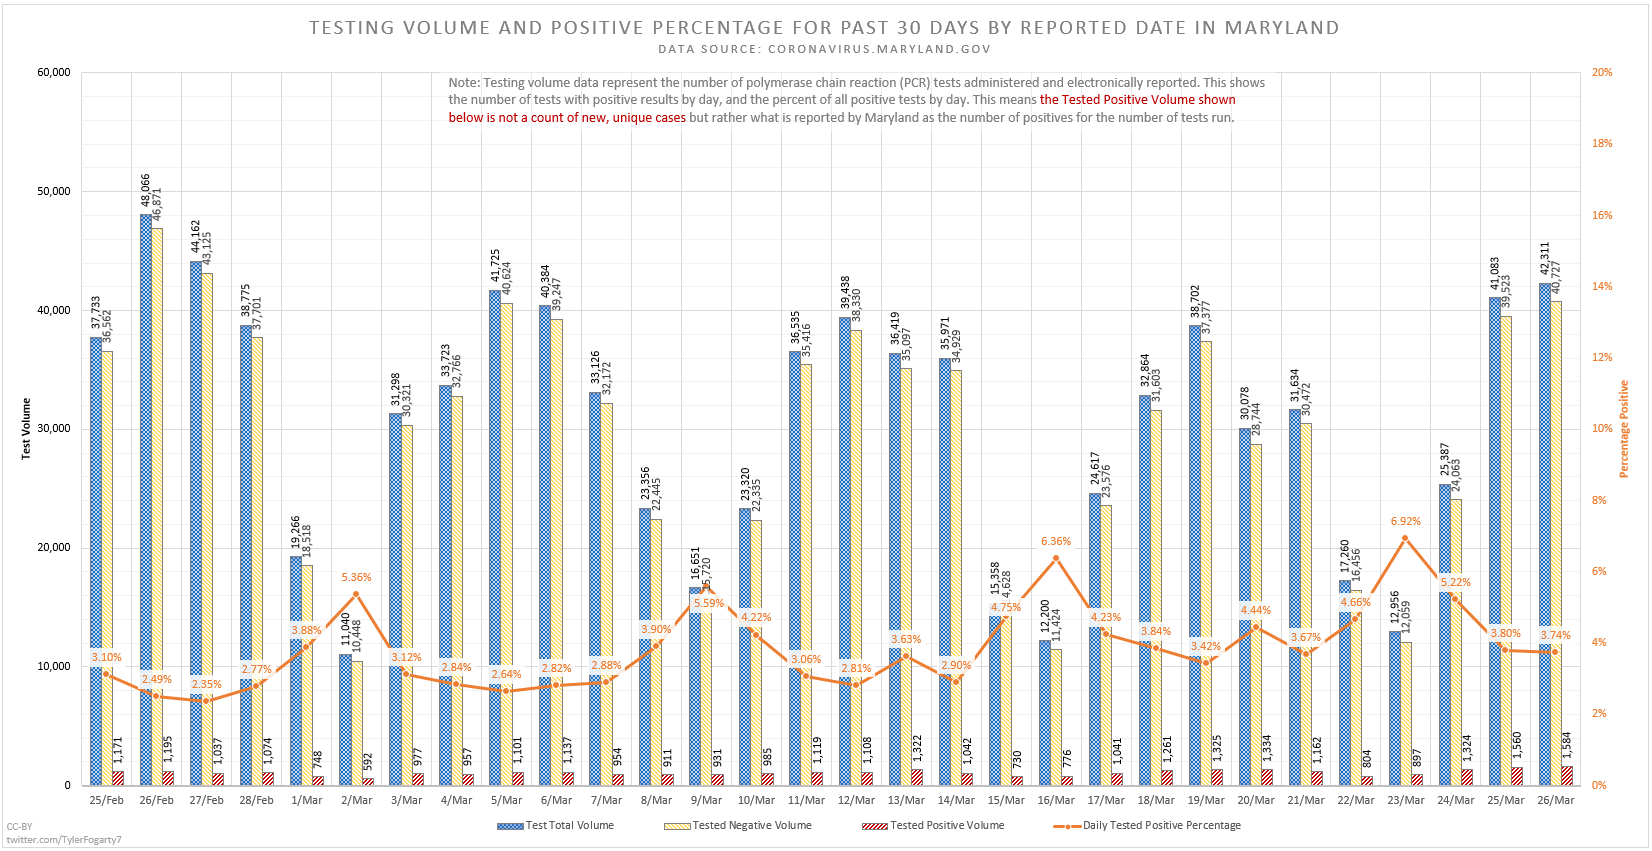 TESTING VOLUME AND POSITIVE PERCENTAGE FOR PAST 30 DAYS BY REPORTED DATE IN MARYLAND
DATA SOURCE: CORONAVIRUS.MARYLAND.GOV
Note: Testing volume data represent the number of polymerase chain reaction (PCR) tests administered and electronically reported. This shows
the number of tests with positive results by day, and the percent of all positive tests by day. This means the Tested Positive Volume shown
below is not a count of new, unique cases but rather what is reported by Maryland as the number of positives for the number of tests run.
Test Volume
60,000
50,000
40,000
30,000
20,000
10,000
0
Percentage Positive
20%
18%
16%
14%
12%
10%
8%
6%
4%
2%
0%
37,733 36,562 3.10% 1,171 25/Feb
48,066 46,871 2.49% 1,195 26/Feb
44,162 43,125 2.35% 1,037 27/Feb
38,775 37,701 2.77% 1,074 28/Feb
19,266 18,518 3.88% 748 1/Mar
11,040 10,448 5.36% 592 2/Mar
31,298 30,321 3.12% 977 3/Mar
33,723 32,766 2.84% 957 4/Mar
41,725 40,624 2.64% 1,101 5/Mar
40,384 39,247 2.82% 1,137 6/Mar
33,126 32,172 2.88% 954 7/Mar
23,356 22,445 3.90% 911 8/Mar
16,651 5.59% 931 9/Mar
23,320 22,335 4.22% 985 10/Mar
36,535 35,416 3.06% 1,119 11/Mar
39,438 38,330 2.81% 1,108 12/Mar
36,419 35,097 3.63% 1,322 13/Mar
35,971 34,929 2.90% 1,042 14/Mar
15,358 4.75% 730 15/Mar
12,200 11,424 6.36% 776 16/Mar
24,617 23,576 4.23% 1,041 17/Mar
32,864 31,603 3.84% 1,261 18/Mar
38,702 37,377 3.42% 1,325 19/Mar
30,078 28,744 4.44% 1,334 20/Mar
31,634 30,472 3.67% 1,162 21/Mar
17,260 16,456 4.66% 804 22/Mar
12,956 12,059 6.92% 897 23/Mar
25,387 24,063 5.22% 1,324 24/Mar
41,083 39,523 3.80% 1,560 25/Mar
42,311 40,727 3.74% 1,584 26/Mar
Test Total Volume
Tested Negative Volume
Tested Positive Volume
Daily Tested Positive Percentage
CC-BY
twitter.com/TylerFogarty7